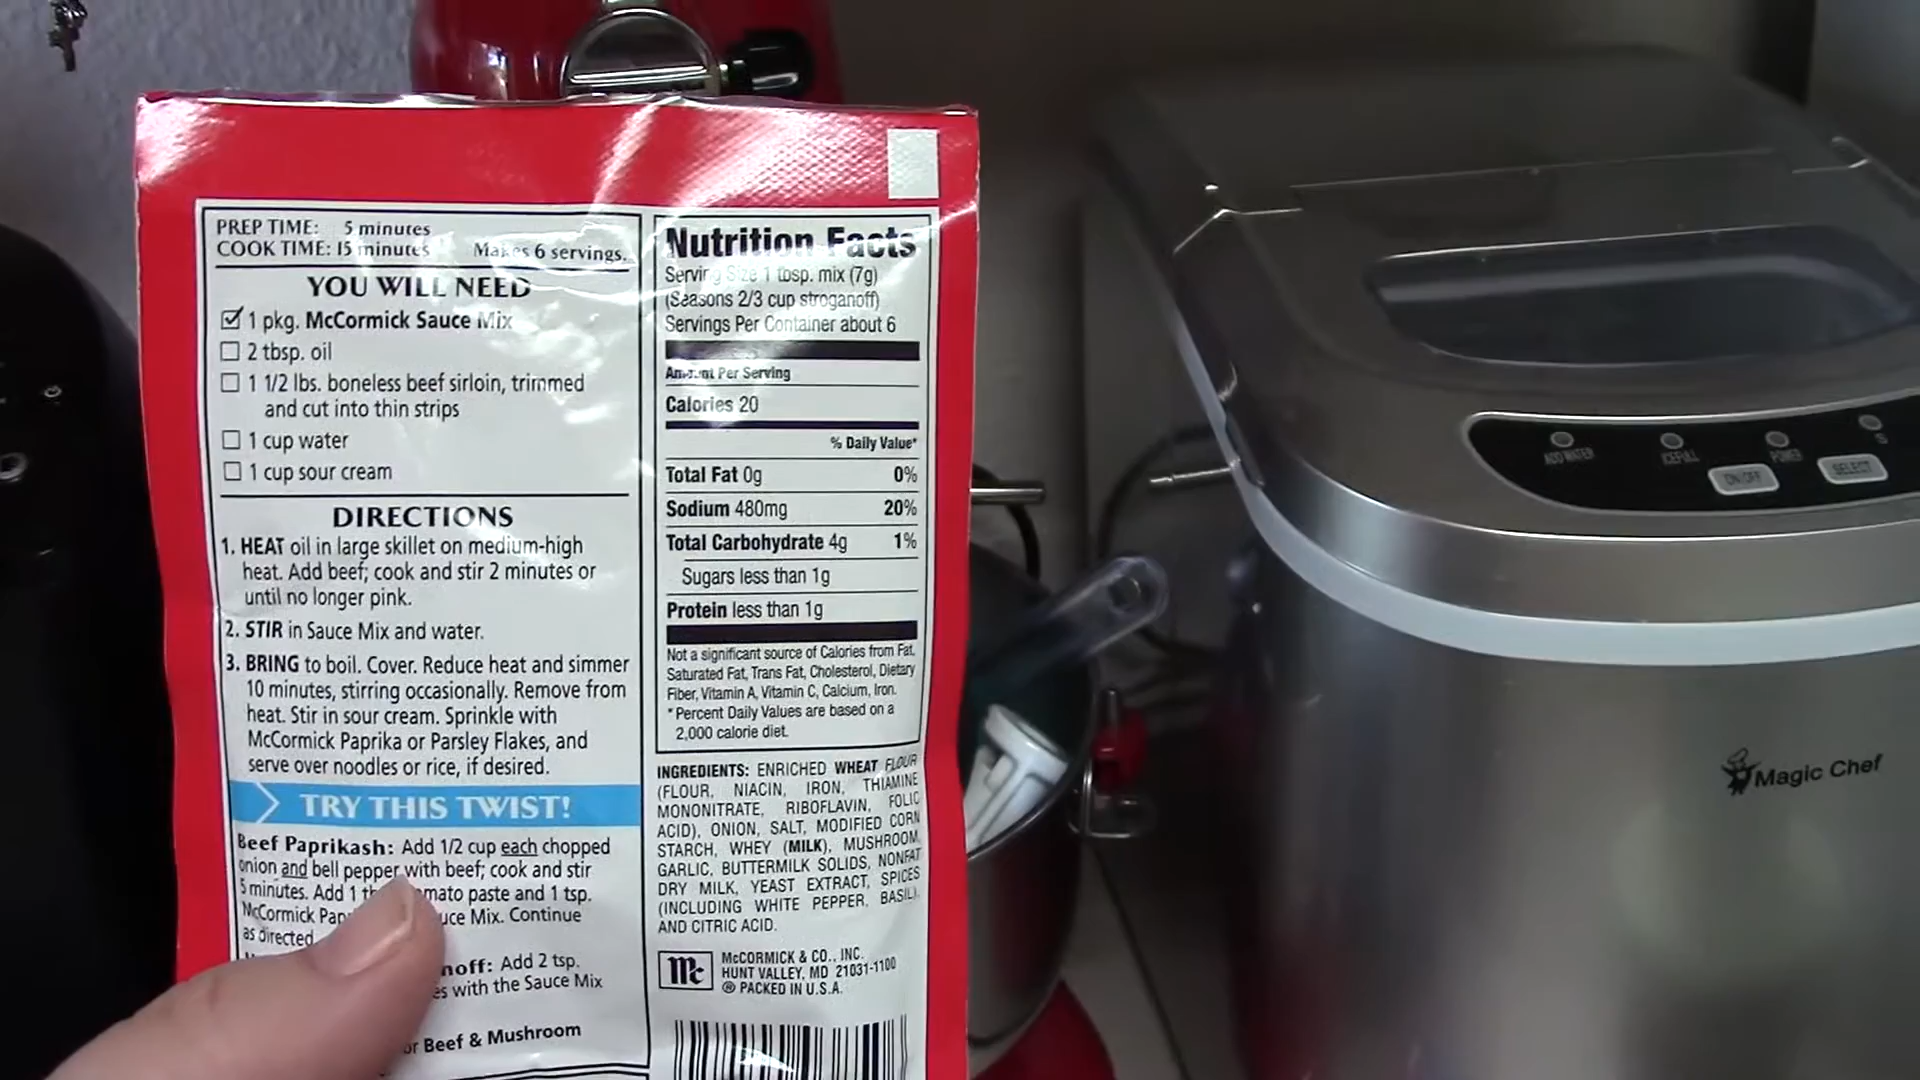 PREP TIME: 5 minutes
COOK TIME: 15 minutes Makes 6 servings.
YOU WILL NEED
1 pkg. McCormick Sauce Mix
2 tbsp. oil
1 1/2 lbs. boneless beef sirloin, trimmed
and cut into thin strips
1 cup water
1 cup sour cream
DIRECTIONS
1. HEAT oil in large skillet on medium-high
heat. Add beef; cook and stir 2 minutes or
until no longer pink.
2. STIR in Sauce Mix and water.
3. BRING to boil. Cover. Reduce heat and simmer
10 minutes, stirring occasionally. Remove from
heat. Stir in sour cream. Sprinkle with
McCormick Paprika or Parsley Flakes, and
serve over noodles or rice, if desired.
TRY THIS TWIST!
Beef Paprikash: Add 1/2 cup each chopped
onion and bell pepper with beef; cook and stir
5 minutes. Add 1 paste and 1 tsp.
McCormick Mix. Continue
as directed
Add 2 tsp.
with the Sauce Mix
or Beef & Mushroom
Nutrition Facts
Serving Size 1 tbsp. mix (7g)
(Seasons 2/3 cup stroganoff)
Servings Per Container about 6
Amount Per Serving
Calories 20
% Daily Value*
Total Fat 0g 0%
Sodium 480mg 20%
Total Carbohydrate 4g 1%
Sugars less than 1g
Protein less than 1g
Not a significant source of Calories from Fat,
Saturated Fat, Trans Fat, Cholesterol, Dietary
Fiber, Vitamin A, Vitamin C, Calcium, Iron.
* Percent Daily Values are based on a
2,000 calorie diet.
INGREDIENTS: ENRICHED WHEAT FLOUR
(FLOUR, NIACIN, IRON, THIAMINE
MONONITRATE, RIBOFLAVIN, FOLIC
ACID), ONION, SALT, MODIFIED CORN
STARCH, WHEY (MILK), MUSHROOM,
GARLIC, BUTTERMILK SOLIDS, NONFAT
DRY MILK, YEAST EXTRACT, SPICES
(INCLUDING WHITE PEPPER, BASIL),
AND CITRIC ACID.
Mc
McCORMICK & CO., INC.
HUNT VALLEY, MD 21031-1100
® PACKED IN U.S.A.
ADD WATER ICE FULL POWER S
ON/OFF SELECT
Magic Chef